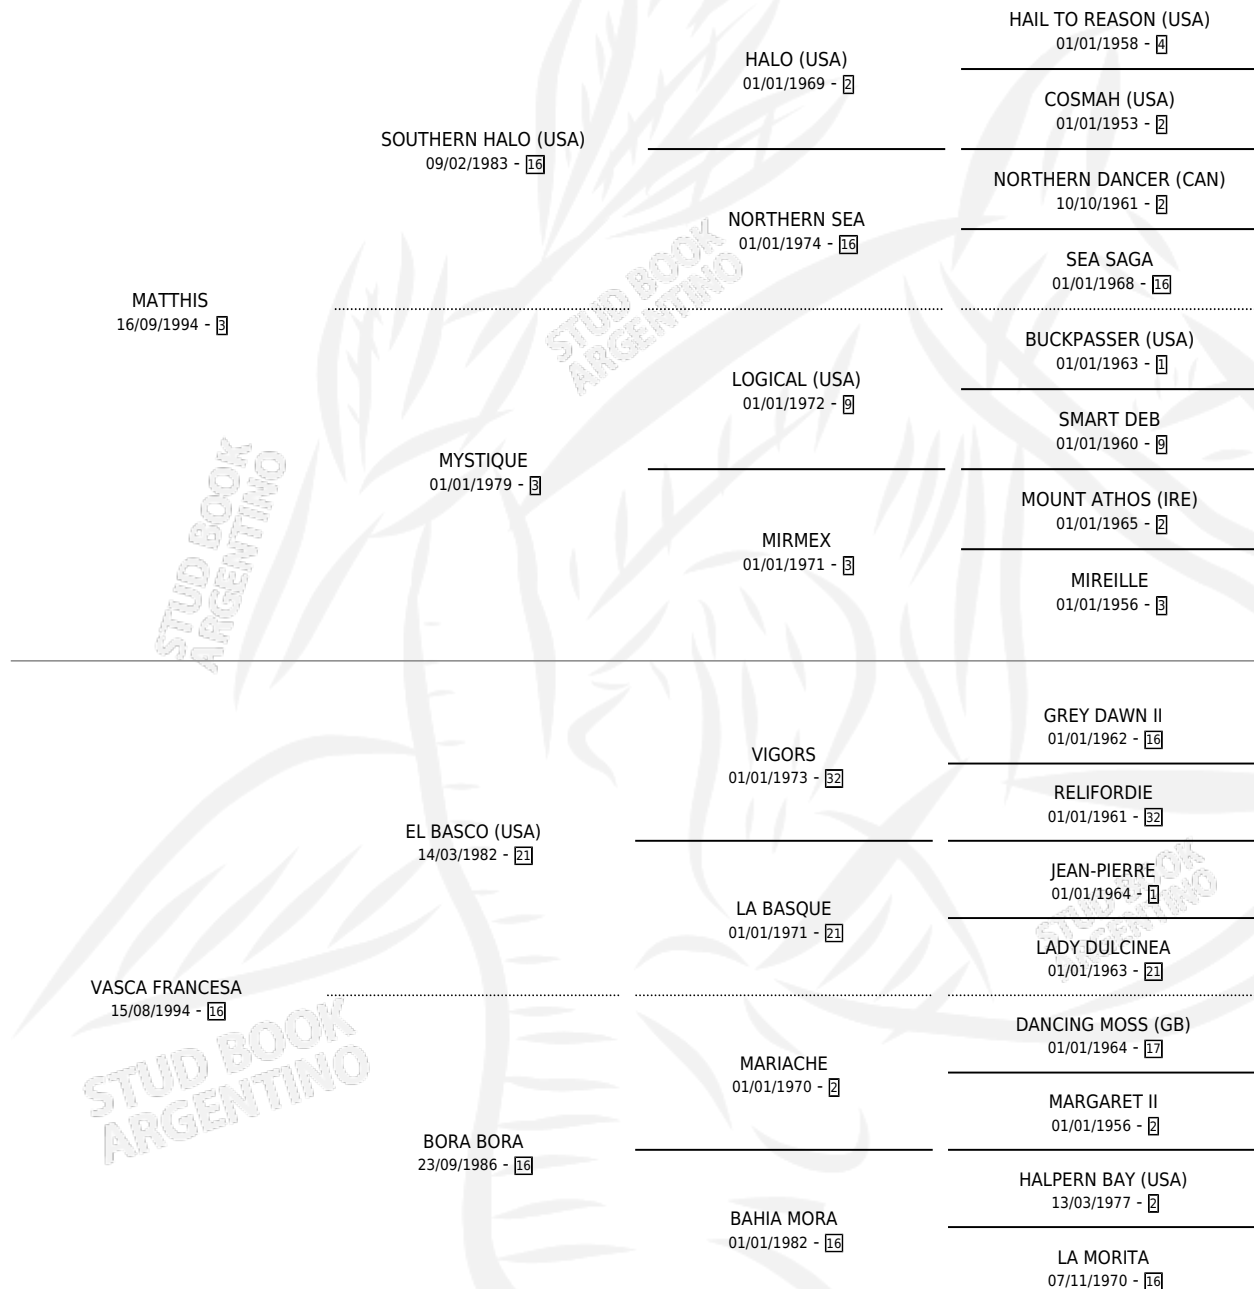 HAIL TO REASON (USA)
01/01/1958 - 4
HALO (USA)
01/01/1969 - 2
COSMAH (USA)
01/01/1953 - 2
SOUTHERN HALO (USA)
09/02/1983 - 16
NORTHERN DANCER (CAN)
10/10/1961 - 2
NORTHERN SEA
01/01/1974 - 16
SEA SAGA
01/01/1968 - 16
MATTHIS
16/09/1994 - 3
BUCKPASSER (USA)
01/01/1963 - 1
LOGICAL (USA)
01/01/1972 - 9
SMART DEB
01/01/1960 - 9
MYSTIQUE
01/01/1979 - 3
MOUNT ATHOS (IRE)
01/01/1965 - 2
MIRMEX
01/01/1971 - 3
MIREILLE
01/01/1956 - 3
GREY DAWN II
01/01/1962 - 16
VIGORS
01/01/1973 - 32
RELIFORDIE
01/01/1961 - 32
EL BASCO (USA)
14/03/1982 - 21
JEAN-PIERRE
01/01/1964 - 1
LA BASQUE
01/01/1971 - 21
LADY DULCINEA
01/01/1963 - 21
VASCA FRANCESA
15/08/1994 - 16
DANCING MOSS (GB)
01/01/1964 - 17
MARIACHE
01/01/1970 - 2
MARGARET II
01/01/1956 - 2
BORA BORA
23/09/1986 - 16
HALPERN BAY (USA)
13/03/1977 - 2
BAHIA MORA
01/01/1982 - 16
LA MORITA
07/11/1970 - 16
STUD BOOK
ARGENTINO
STUD BOOK
ARGENTINO
STUD BOOK
ARGENTINO
STUD BOOK
ARGENTINO